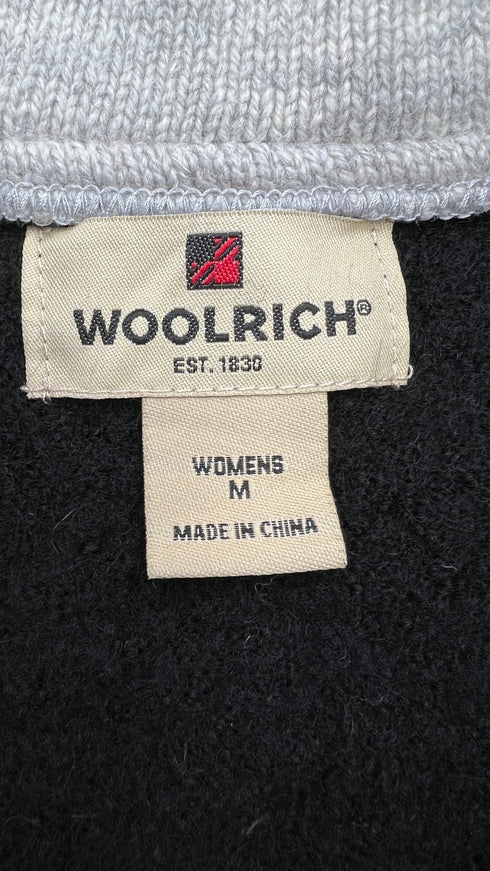 WOOLRICH®
EST. 1830
WOMENS
M
MADE IN CHINA